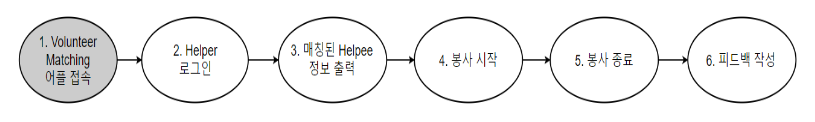 1. Volunteer
Matching
어플 접속
2. Helper
로그인
3. 매칭된 Helpee
정보 출력
4. 봉사 시작
5. 봉사 종료
6. 피드백 작성